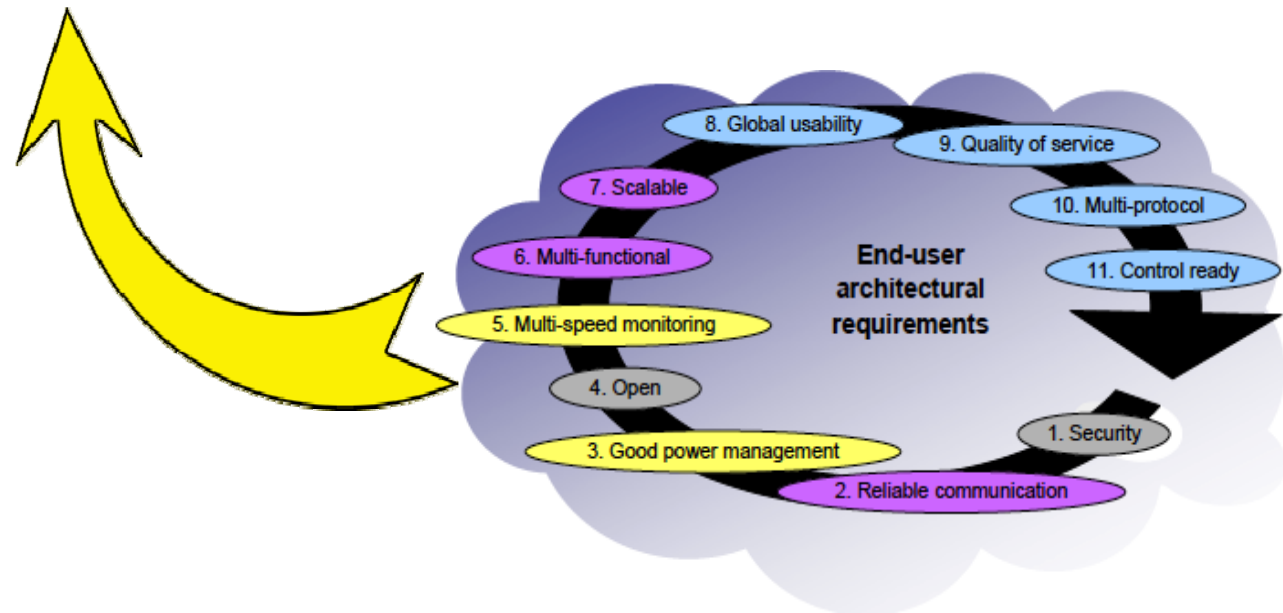 8. Global usability
9. Quality of service
7. Scalable
10. Multi-protocol
6. Multi-functional
End-user
architectural
requirements
11. Control ready
5. Multi-speed monitoring
4. Open
1. Security
3. Good power management
2. Reliable communication